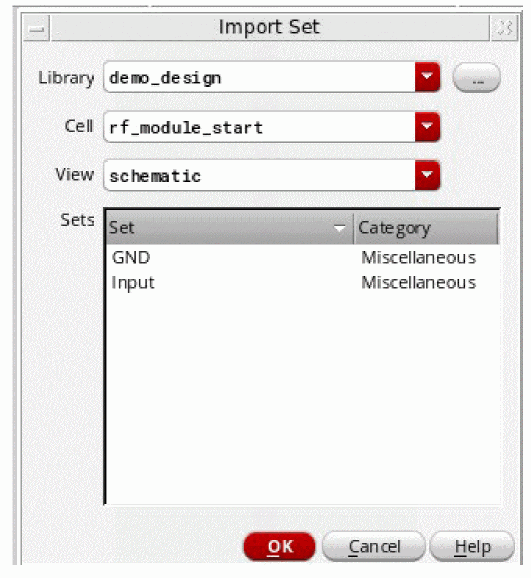 Import Set
Library demo_design ...
Cell rf_module_start
View schematic
Sets Set Category
GND Miscellaneous
Input Miscellaneous
OK Cancel Help